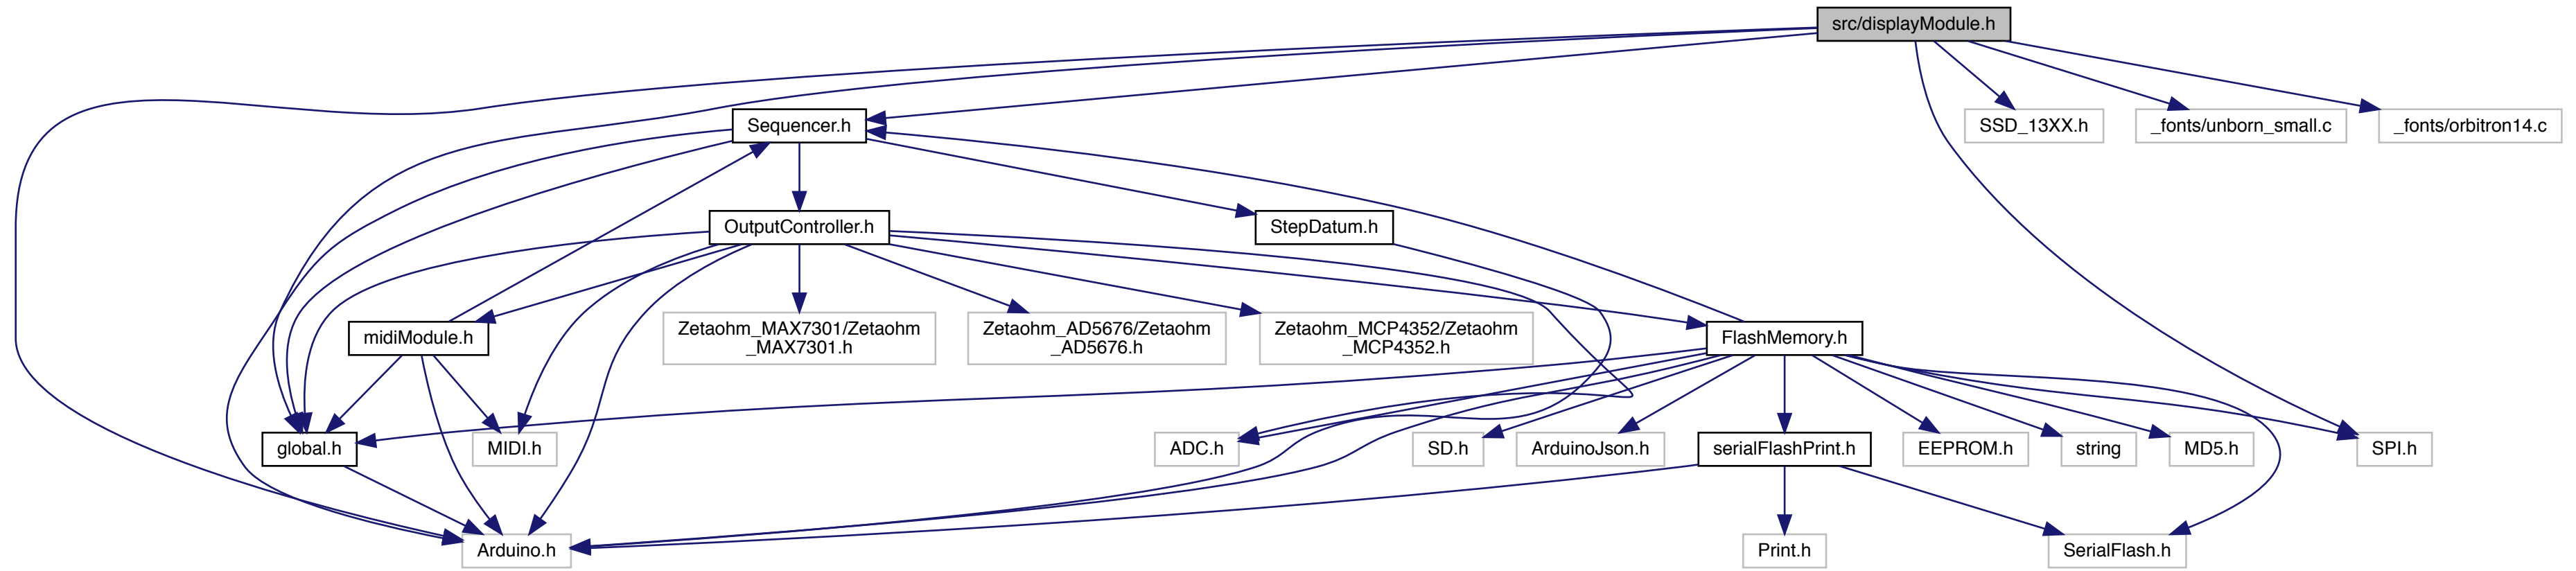 src/displayModule.h
Sequencer.h
SSD_13XX.h
_fonts/unborn_small.c
_fonts/orbitron14.c
OutputController.h
StepDatum.h
midiModule.h
Zetaohm_MAX7301/Zetaohm
_MAX7301.h
Zetaohm_AD5676/Zetaohm
_AD5676.h
Zetaohm_MCP4352/Zetaohm
_MCP4352.h
FlashMemory.h
global.h
MIDI.h
ADC.h
SD.h
ArduinoJson.h
serialFlashPrint.h
EEPROM.h
string
MD5.h
SPI.h
Arduino.h
Print.h
SerialFlash.h